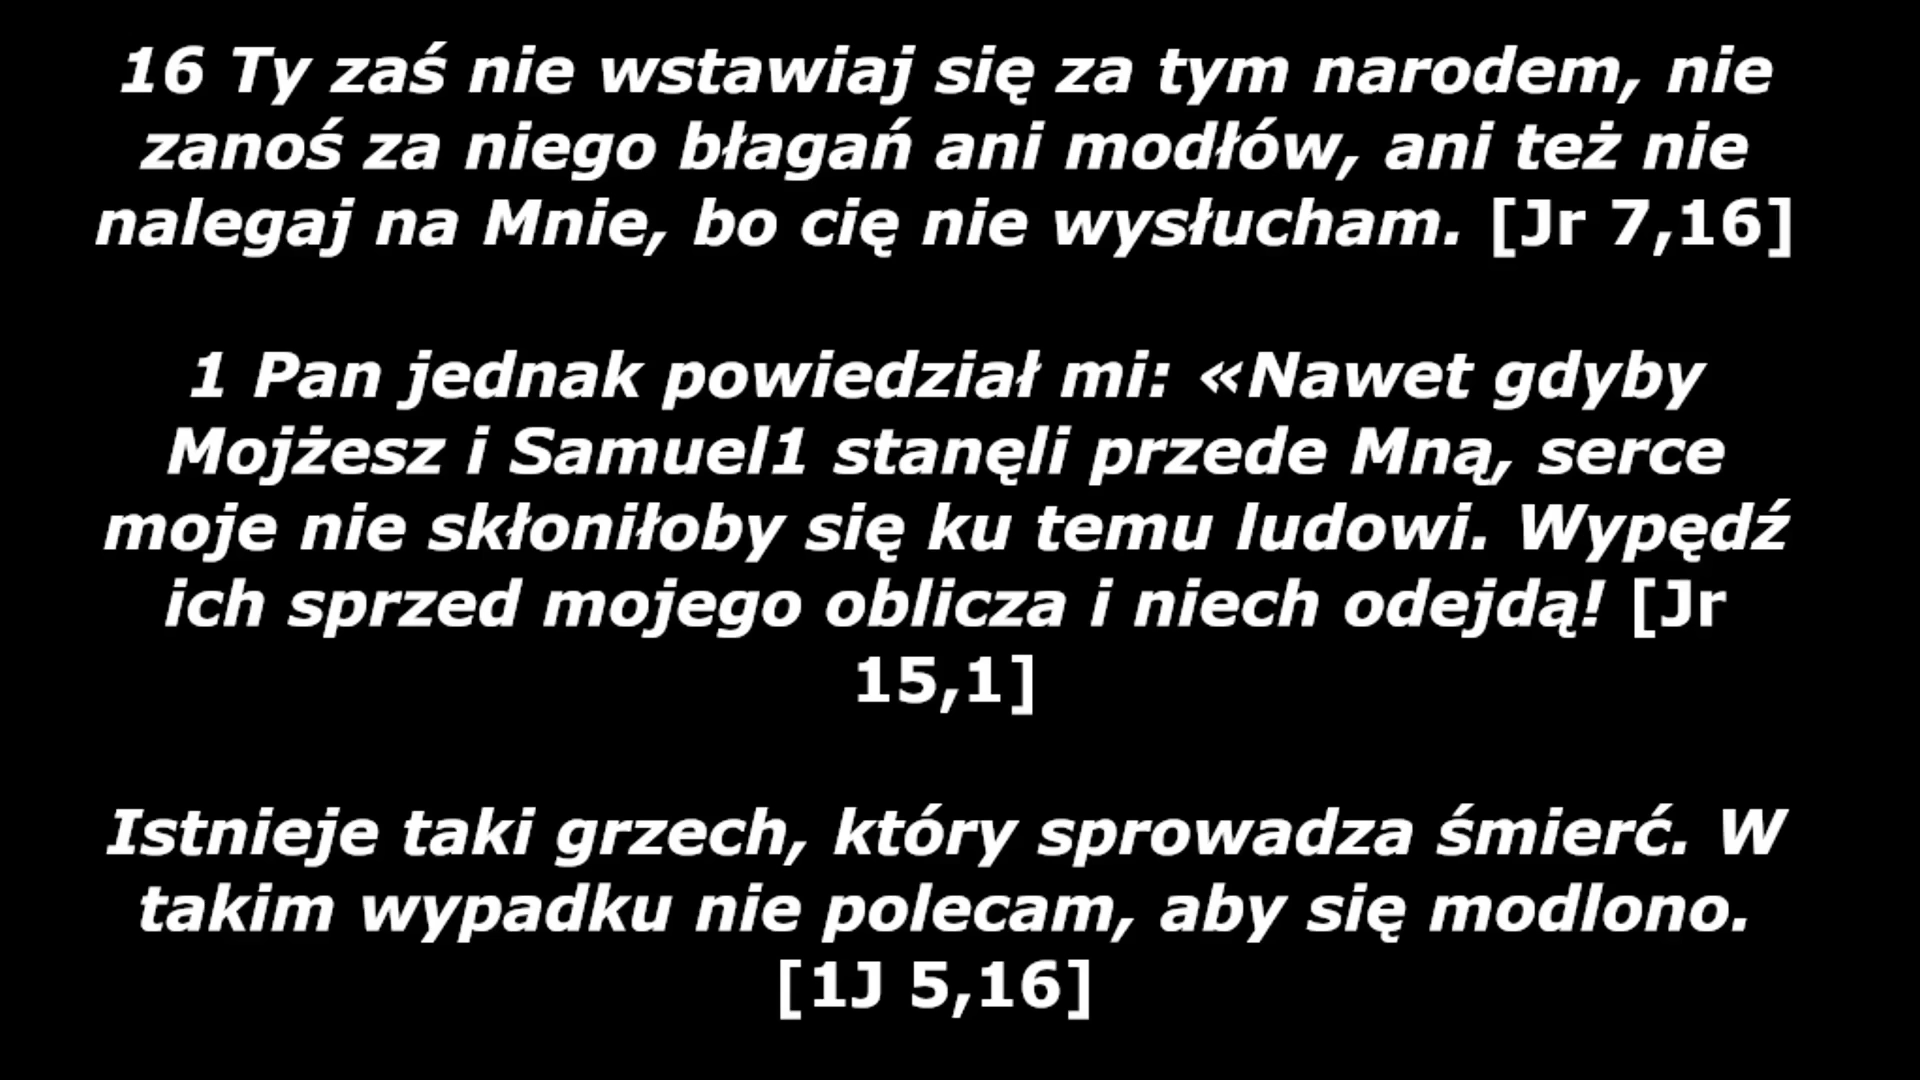 16 Ty zaś nie wstawiaj się za tym narodem, nie
zanoś za niego błagań ani modłów, ani też nie
nalegaj na Mnie, bo cię nie wysłucham. [Jr 7,16]
1 Pan jednak powiedział mi: «Nawet gdyby
Mojżesz i Samuel1 stanęli przede Mną, serce
moje nie skłoniłoby się ku temu ludowi. Wypędź
ich sprzed mojego oblicza i niech odejdą! [Jr
15,1]
Istnieje taki grzech, który sprowadza śmierć. W
takim wypadku nie polecam, aby się modlono.
[1J 5,16]